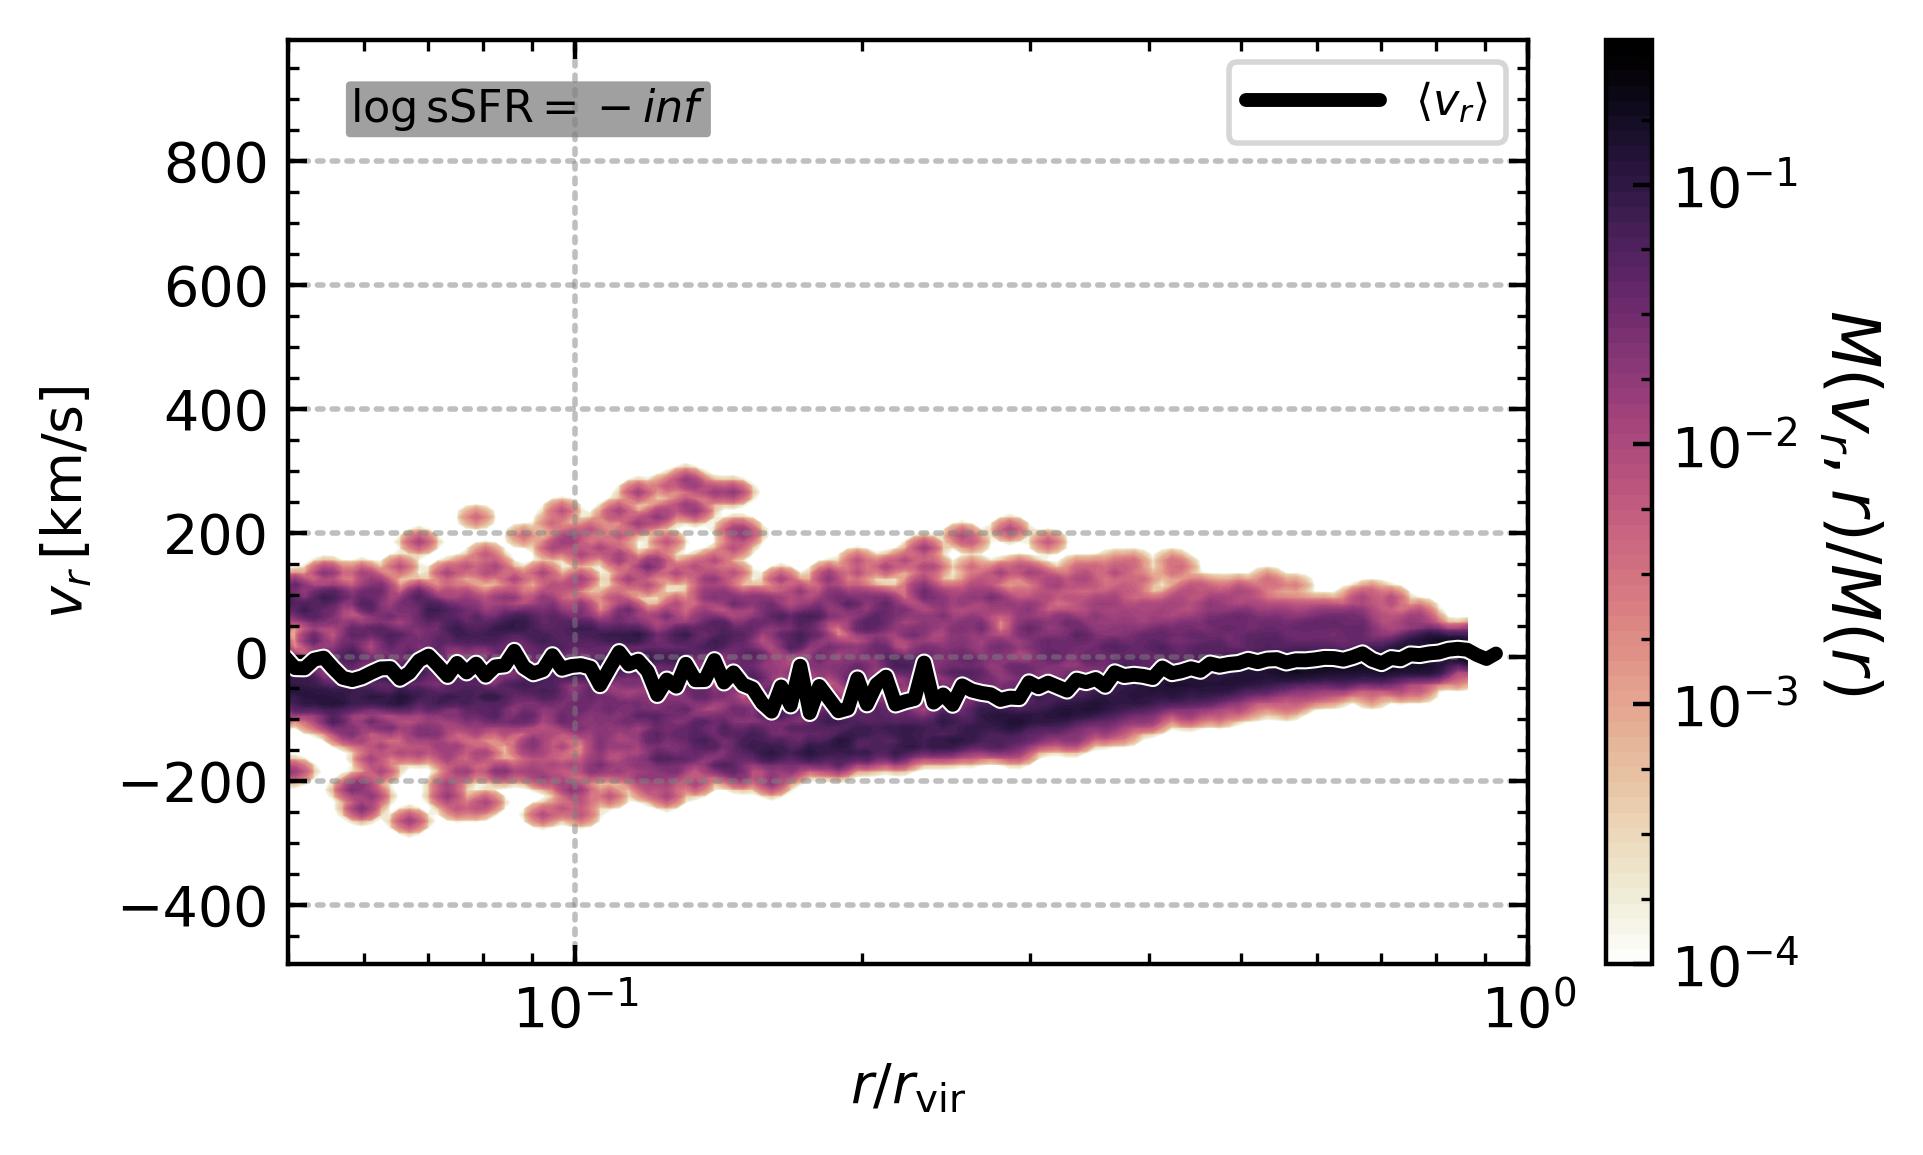 log sSFR = −inf
⟨v_r⟩
800
600
400
200
0
−200
−400
v_r [km/s]
10^{−1}
10^0
r/r_vir
10^{−1}
10^{−2}
10^{−3}
10^{−4}
M(v_r, r)/M(r)